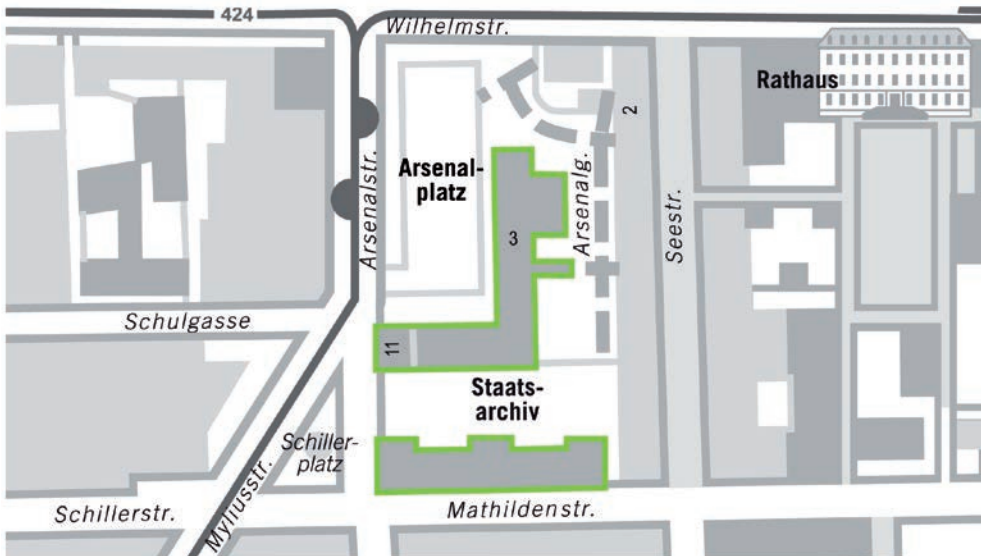 424
Wilhelmstr.
Rathaus
2
Arsenalstr.
Arsenal-
platz
Arsenalg.
3
Seestr.
Schulgasse
11
Staats-
archiv
Schiller-
platz
Myliusstr.
Schillerstr.
Mathildenstr.